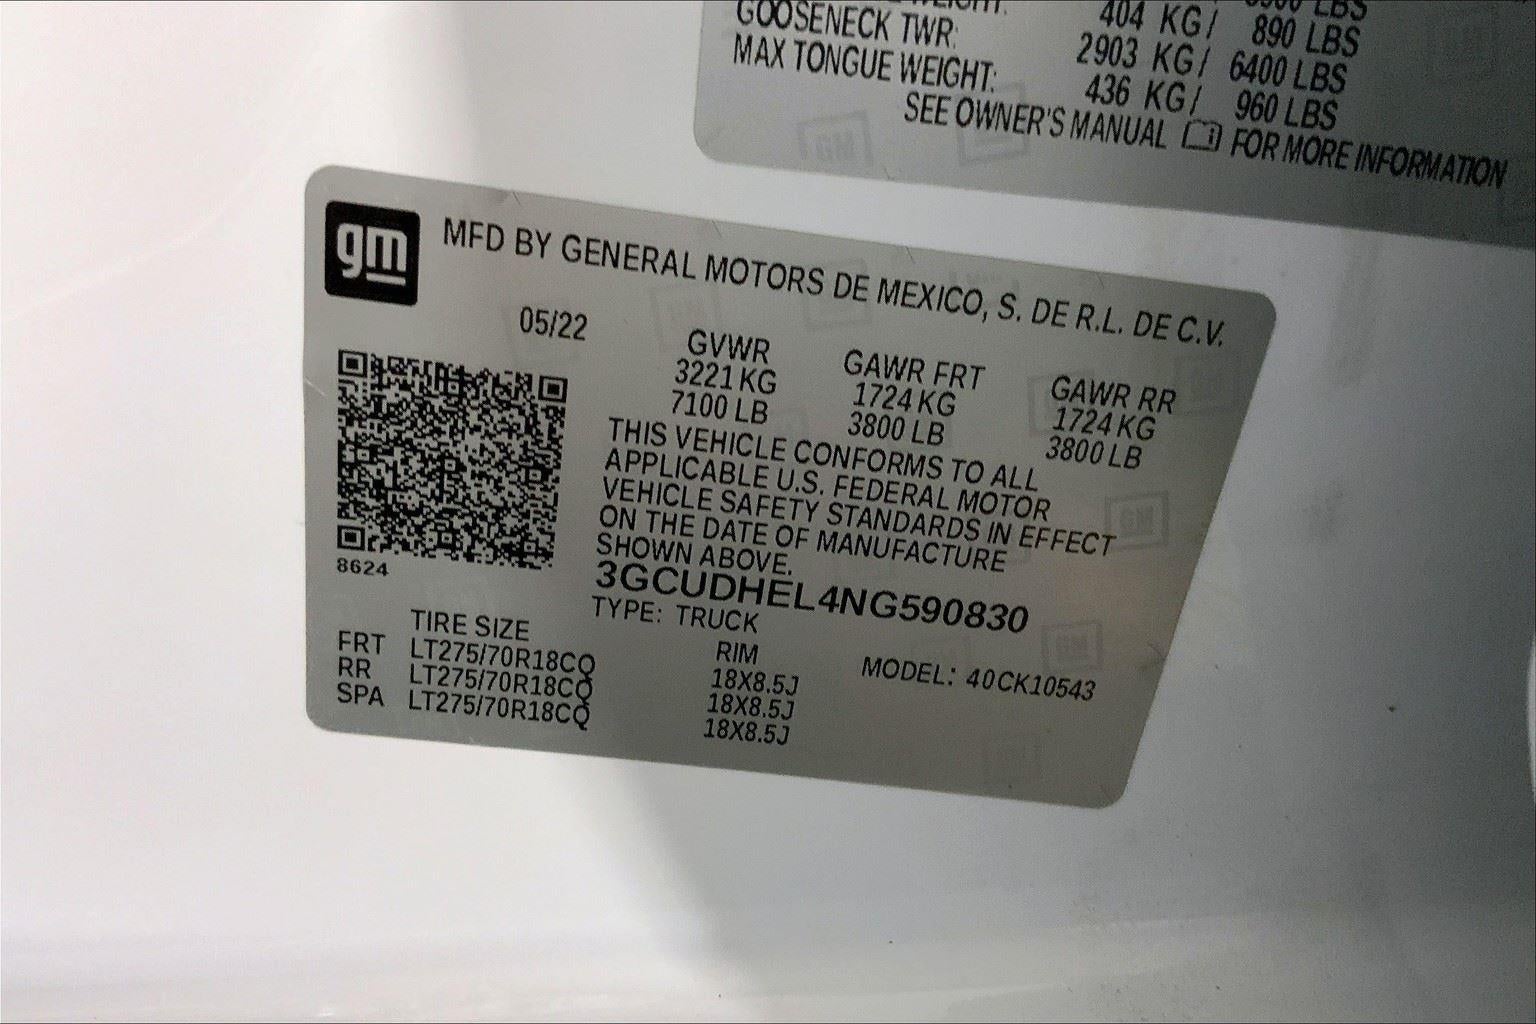 404 KG/ 890 LBS
GOOSENECK TWR: 2903 KG/ 6400 LBS
MAX TONGUE WEIGHT: 436 KG/ 960 LBS
SEE OWNER'S MANUAL FOR MORE INFORMATION
gm
MFD BY GENERAL MOTORS DE MEXICO, S. DE R.L. DE C.V.
05/22
GVWR GAWR FRT GAWR RR
3221 KG 1724 KG 1724 KG
7100 LB 3800 LB 3800 LB
THIS VEHICLE CONFORMS TO ALL
APPLICABLE U.S. FEDERAL MOTOR
VEHICLE SAFETY STANDARDS IN EFFECT
ON THE DATE OF MANUFACTURE
SHOWN ABOVE.
8624
3GCUDHEL4NG590830
TYPE: TRUCK
MODEL: 40CK10543
TIRE SIZE RIM
FRT LT275/70R18CQ 18X8.5J
RR LT275/70R18CQ 18X8.5J
SPA LT275/70R18CQ 18X8.5J